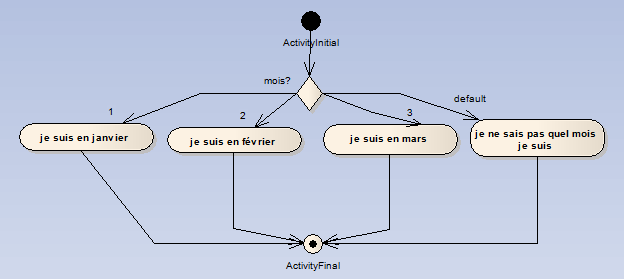 ActivityInitial
mois?
1
2
3
default
je suis en janvier
je suis en février
je suis en mars
je ne sais pas quel mois
je suis
ActivityFinal